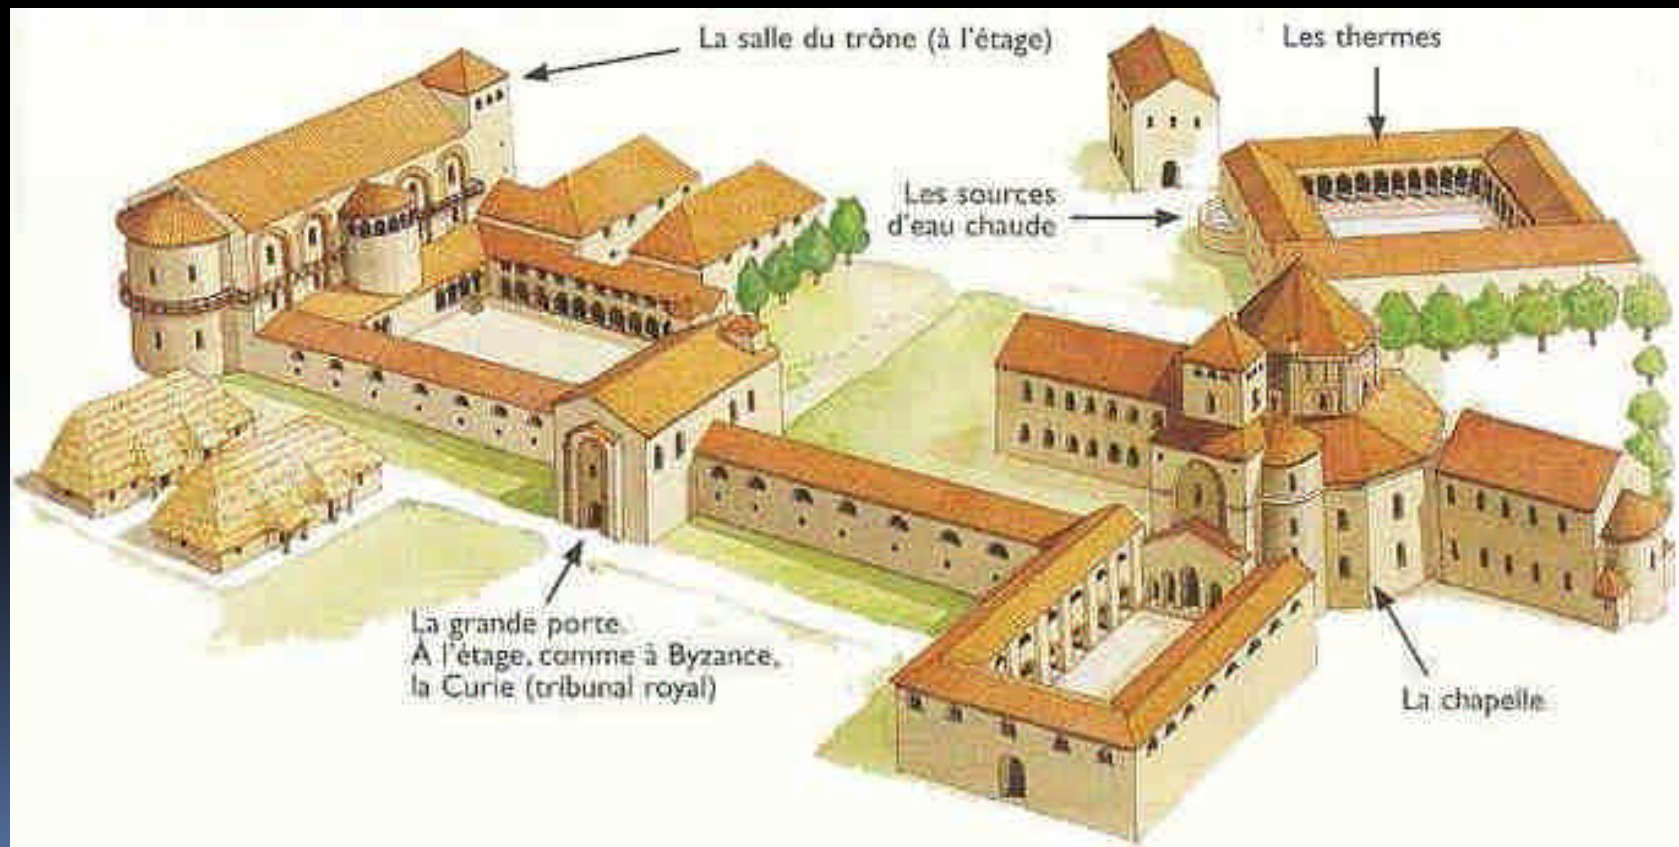 La salle du trône (à l'étage)
Les thermes
Les sources
d'eau chaude
La grande porte.
À l'étage, comme à Byzance,
la Curie (tribunal royal)
La chapelle